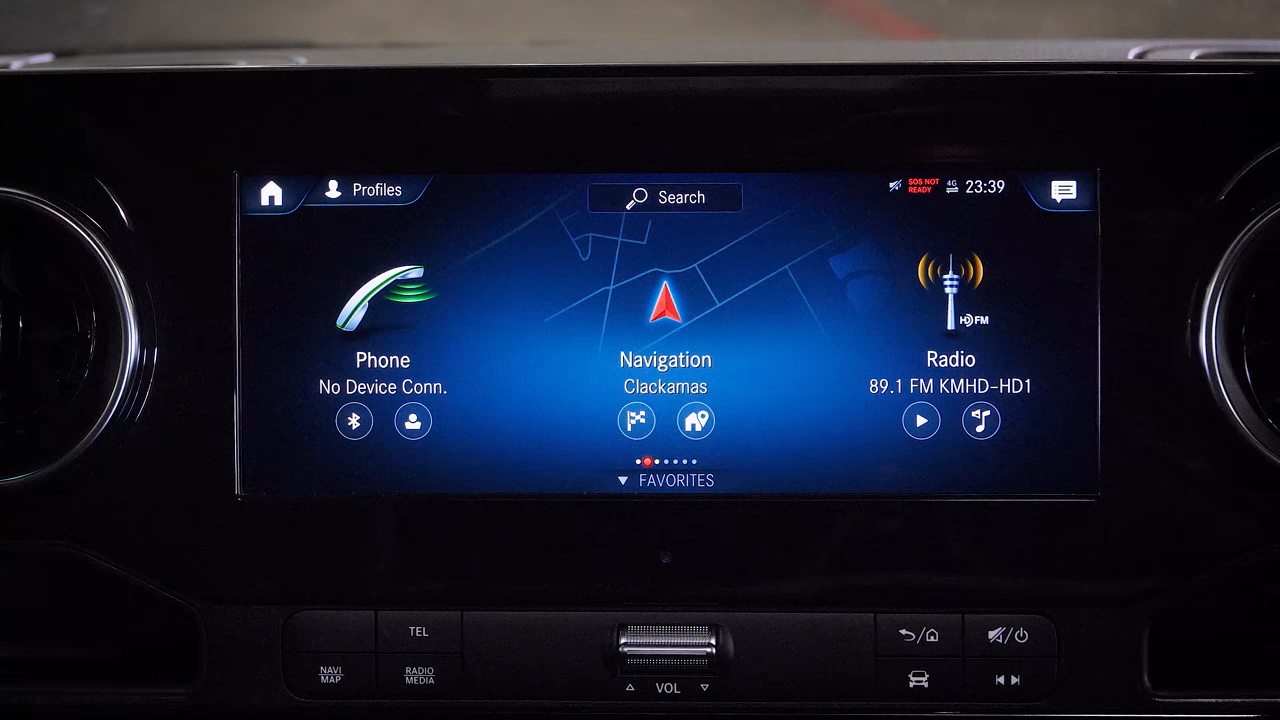 Profiles
Search
SOS NOT
READY
4G
23:39
HD FM
Phone
Navigation
Radio
No Device Conn.
Clackamas
89.1 FM KMHD-HD1
FAVORITES
TEL
NAVI
MAP
RADIO
MEDIA
VOL